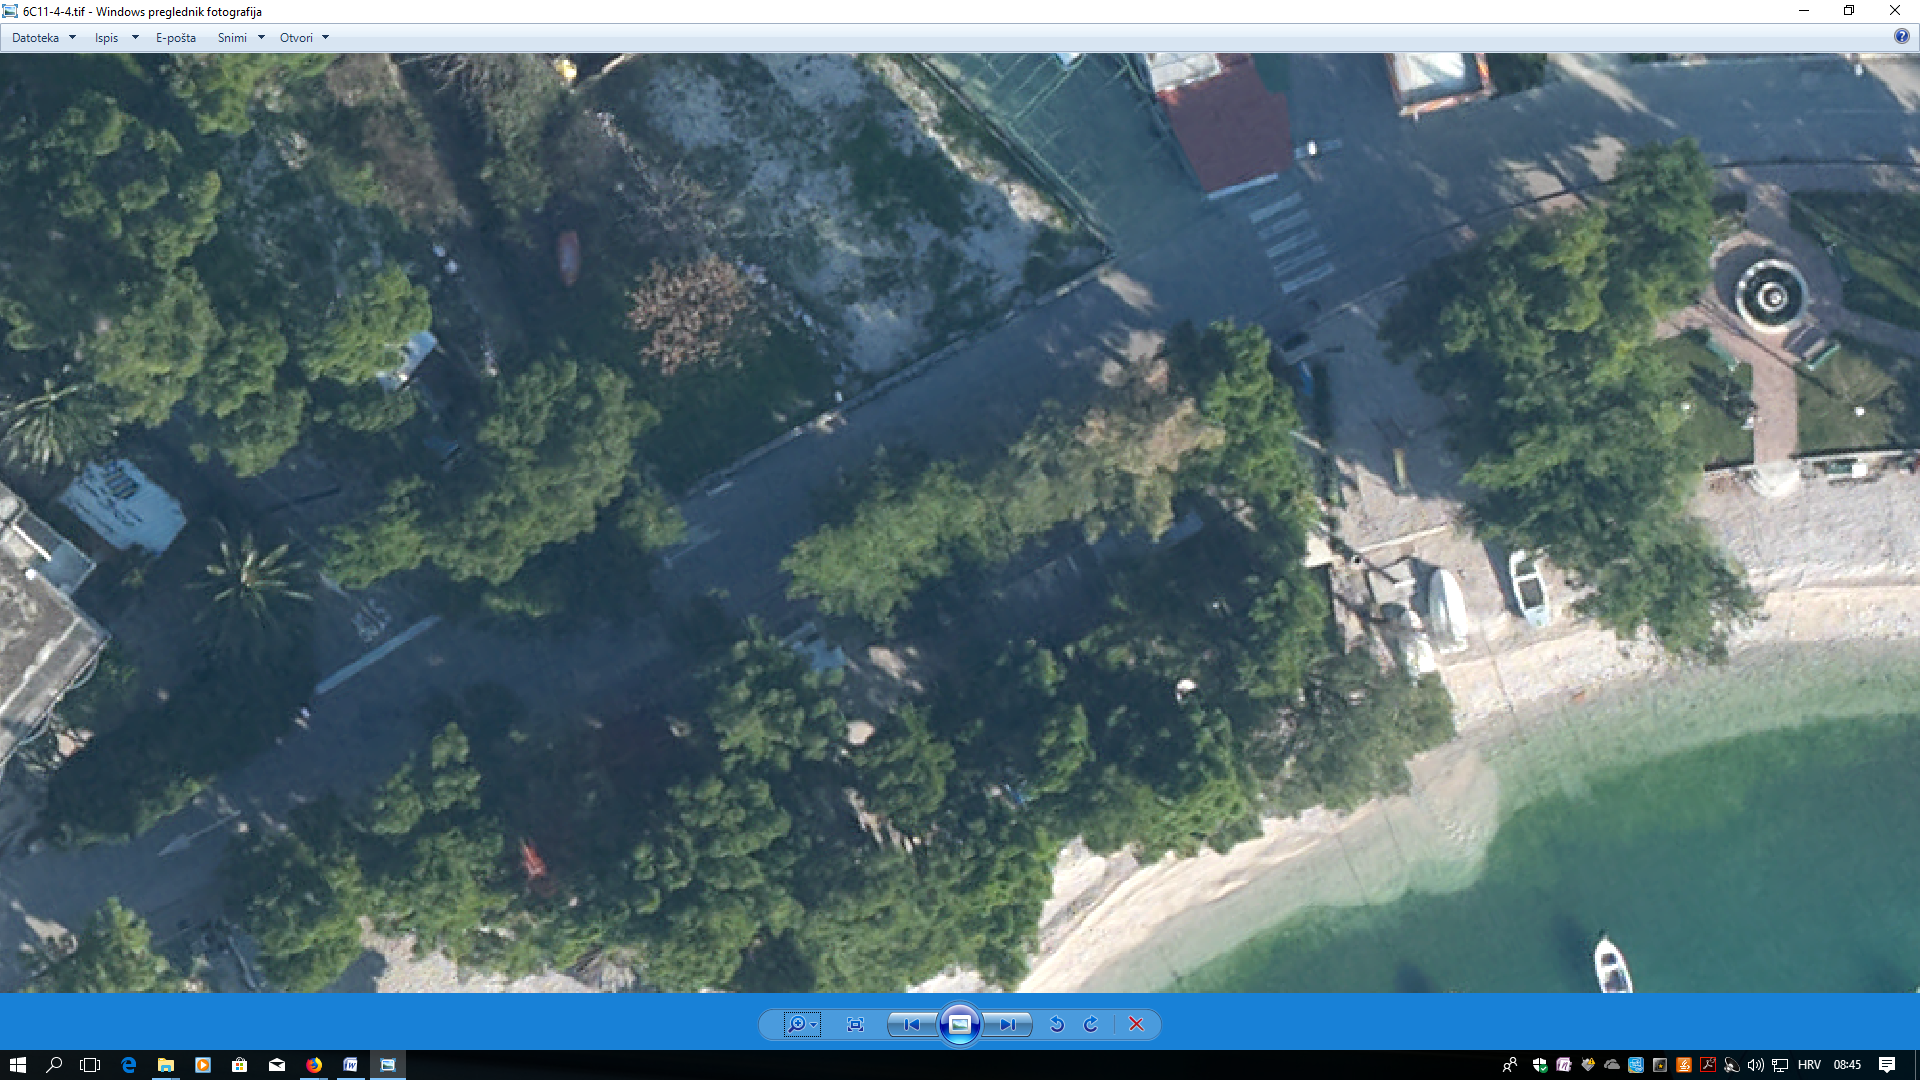 6C11-4-4.tif - Windows preglednik fotografija
Datoteka Ispis E-pošta Snimi Otvori
HRV 08:45